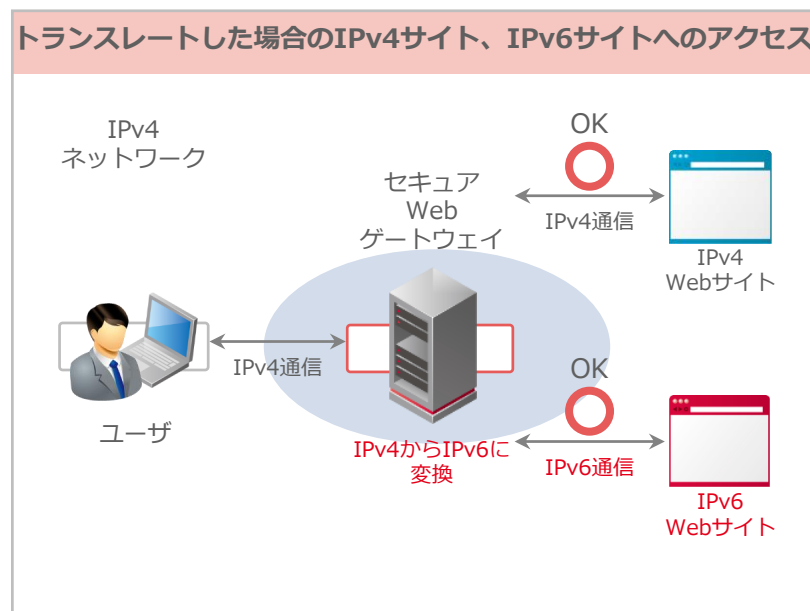 トランスレートした場合のIPv4サイト、IPv6サイトへのアクセス
IPv4
ネットワーク
セキュア
Web
ゲートウェイ
OK
IPv4通信
IPv4
Webサイト
IPv4通信
ユーザ
IPv4からIPv6に
変換
OK
IPv6通信
IPv6
Webサイト